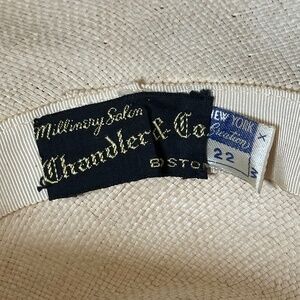 Millinery Salon
Chandler & Co.
BOSTON
NEW YORK
Creation
22
X